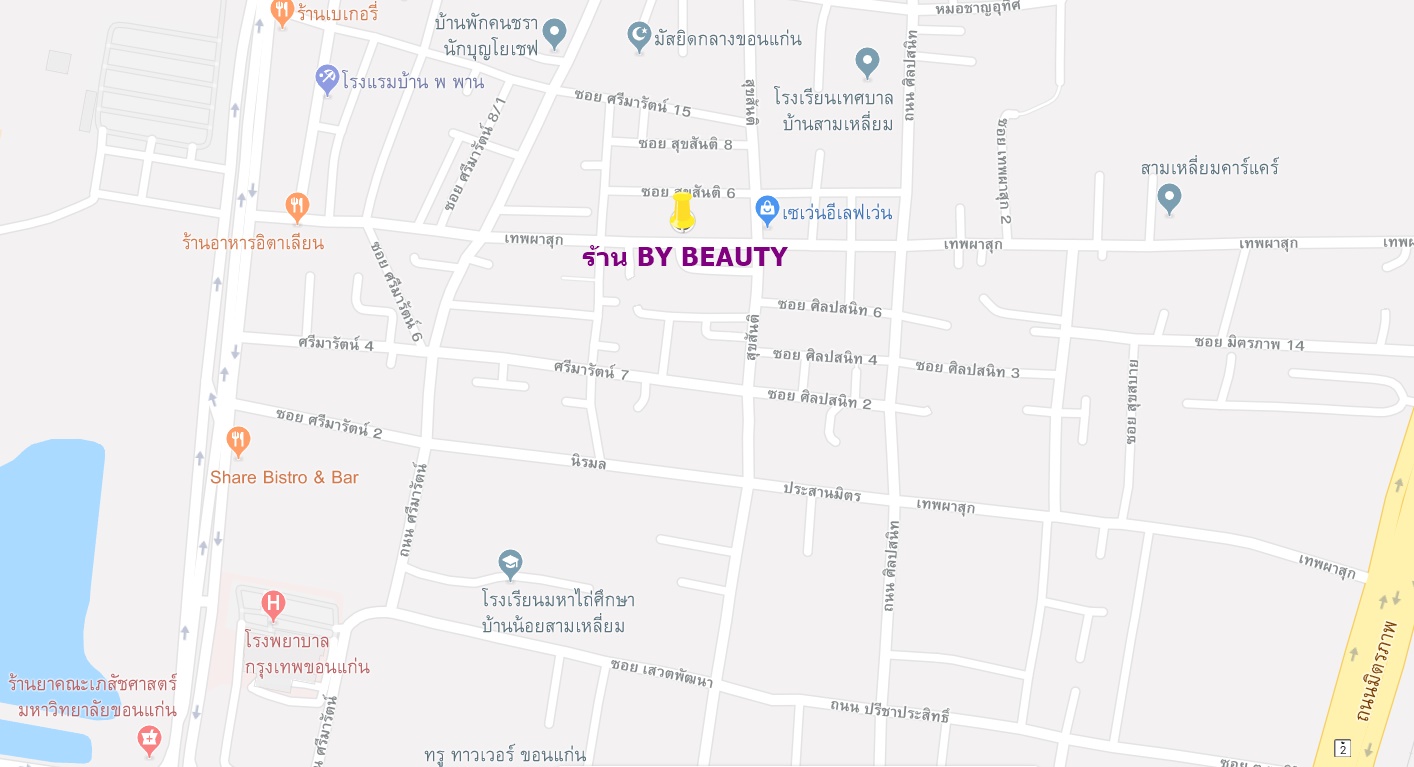 ร้านเบเกอรี่
บ้านพักคนชรา
นักบุญโยเซฟ
มัสยิดกลางขอนแก่น
หมอชาญอุทิศ
ถนน ศิลปสนิท
โรงแรมบ้าน พ พาน
ซอย ศรีมารัตน์ 15
สุขสันติ
โรงเรียนเทศบาล
บ้านสามเหลี่ยม
ซอย ศรีมารัตน์ 8/1
ซอย สุขสันติ 8
ซอย เทพผาสุก 2
สามเหลี่ยมคาร์แคร์
ซอย สุขสันติ 6
เซเว่นอีเลฟเว่น
ร้านอาหารอิตาเลียน
เทพผาสุก
เทพผาสุก
เทพผาสุก
เทพผ
ร้าน BY BEAUTY
ซอย ศรีมารัตน์ 6
ซอย ศิลปสนิท 6
ศรีมารัตน์ 4
สุขสันติ
ซอย ศิลปสนิท 4
ซอย มิตรภาพ 14
ศรีมารัตน์ 7
ซอย ศิลปสนิท 3
ซอย ศิลปสนิท 2
ซอย สุขสบาย
ซอย ศรีมารัตน์ 2
Share Bistro & Bar
นิรมล
ประสานมิตร
เทพผาสุก
ถนน ศรีมารัตน์
ถนน ศิลปสนิท
เทพผาสุก
โรงเรียนมหาไถ่ศึกษา
บ้านน้อยสามเหลี่ยม
โรงพยาบาล
กรุงเทพขอนแก่น
ซอย เสวตพัฒนา
ถนนมิตรภาพ
ร้านยาคณะเภสัชศาสตร์
มหาวิทยาลัยขอนแก่น
ถนน ปรีชาประสิทธิ์
ศรีมารัตน์
ทรู ทาวเวอร์ ขอนแก่น
2